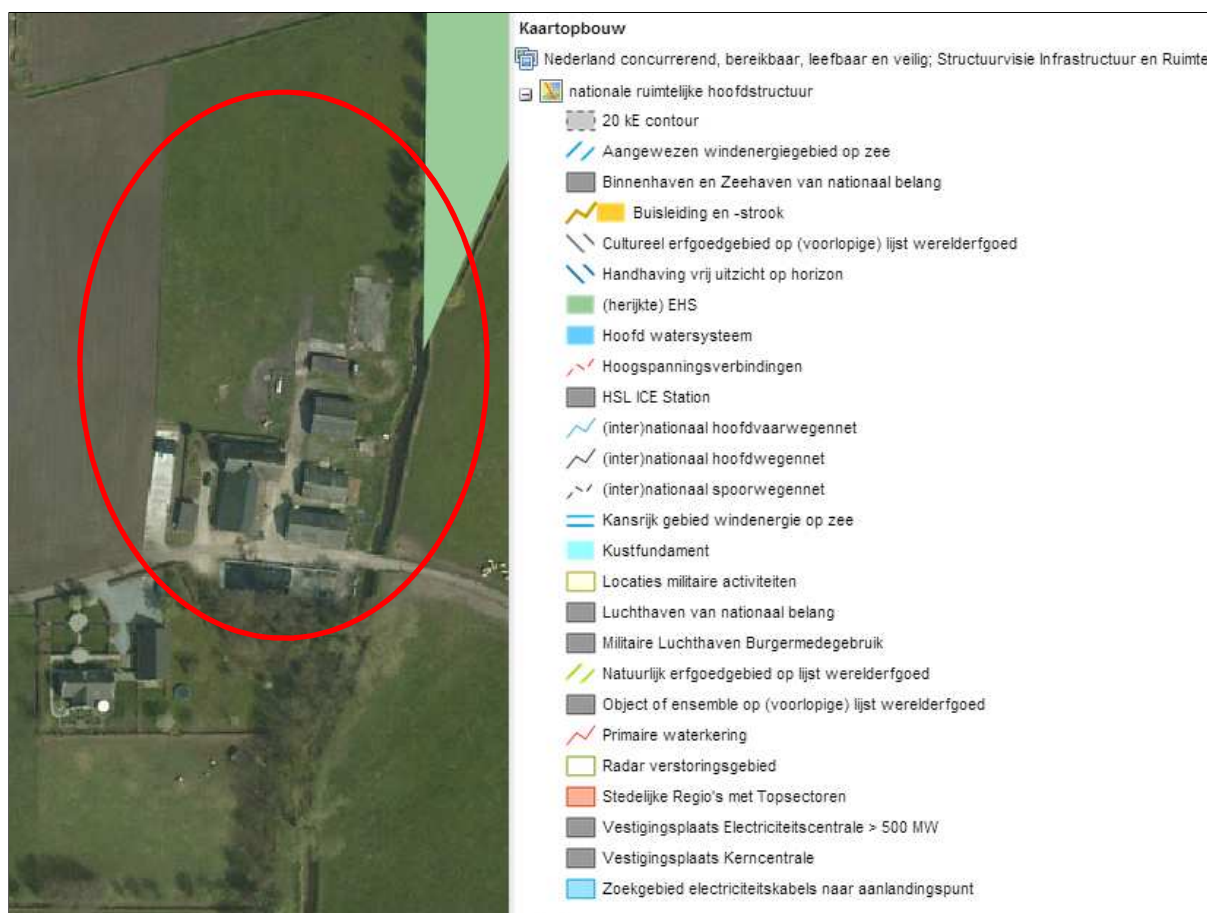 Kaartopbouw
Nederland concurrerend, bereikbaar, leefbaar en veilig; Structuurvisie Infrastructuur en Ruimte
nationale ruimtelijke hoofdstructuur
20 kE contour
Aangewezen windenergiegebied op zee
Binnenhaven en Zeehaven van nationaal belang
Buisleiding en -strook
Cultureel erfgoedgebied op (voorlopige) lijst werelderfgoed
Handhaving vrij uitzicht op horizon
(herijkte) EHS
Hoofd watersysteem
Hoogspanningsverbindingen
HSL ICE Station
(inter)nationaal hoofdvaarwegennet
(inter)nationaal hoofdwegennet
(inter)nationaal spoorwegennet
Kansrijk gebied windenergie op zee
Kustfundament
Locaties militaire activiteiten
Luchthaven van nationaal belang
Militaire Luchthaven Burgermedegebruik
Natuurlijk erfgoedgebied op lijst werelderfgoed
Object of ensemble op (voorlopige) lijst werelderfgoed
Primaire waterkering
Radar verstoringsgebied
Stedelijke Regio's met Topsectoren
Vestigingsplaats Electriciteitscentrale > 500 MW
Vestigingsplaats Kerncentrale
Zoekgebied electriciteitskabels naar aanlandingspunt